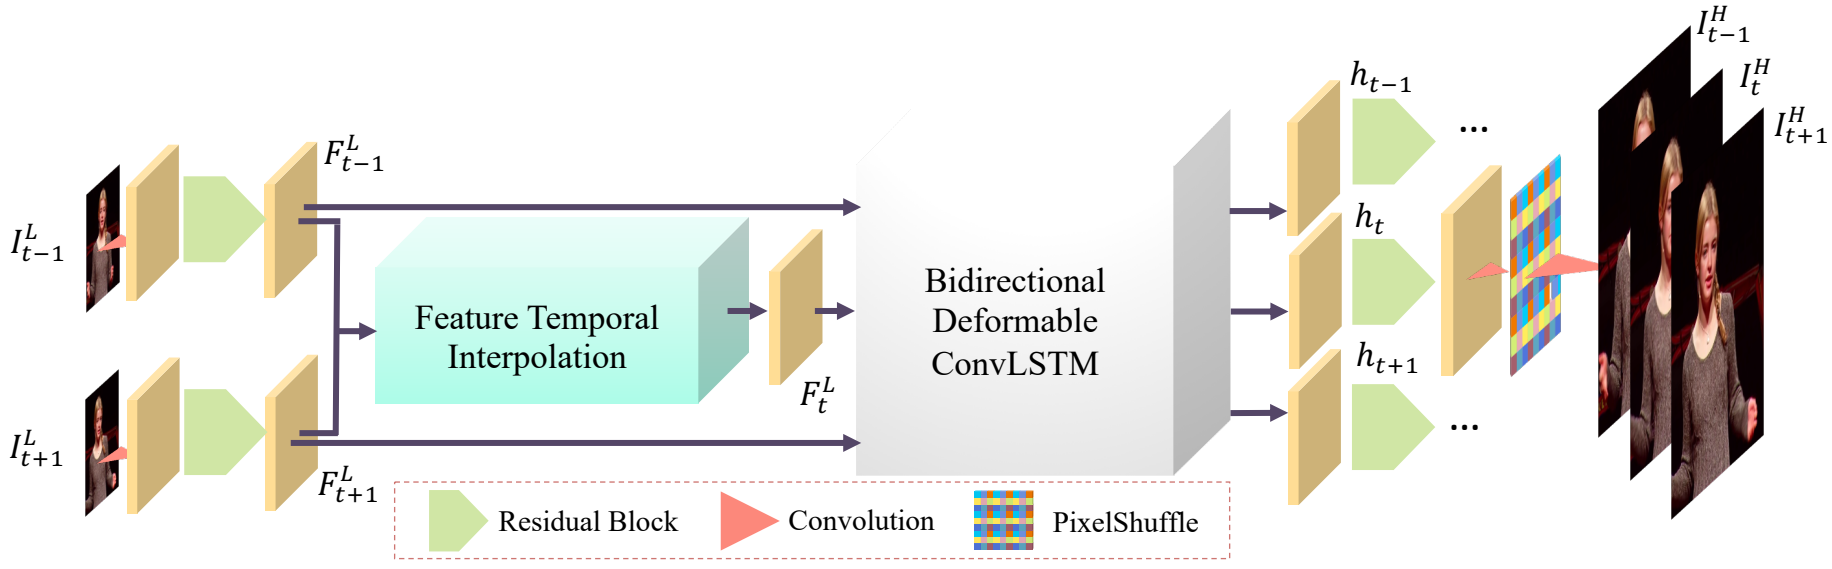 I^H_{t-1}
I^H_t
I^H_{t+1}
h_{t-1}
F^L_{t-1}
I^L_{t-1}
h_t
Feature Temporal
Interpolation
Bidirectional
Deformable
ConvLSTM
F^L_t
h_{t+1}
...
...
I^L_{t+1}
F^L_{t+1}
Residual Block
Convolution
PixelShuffle